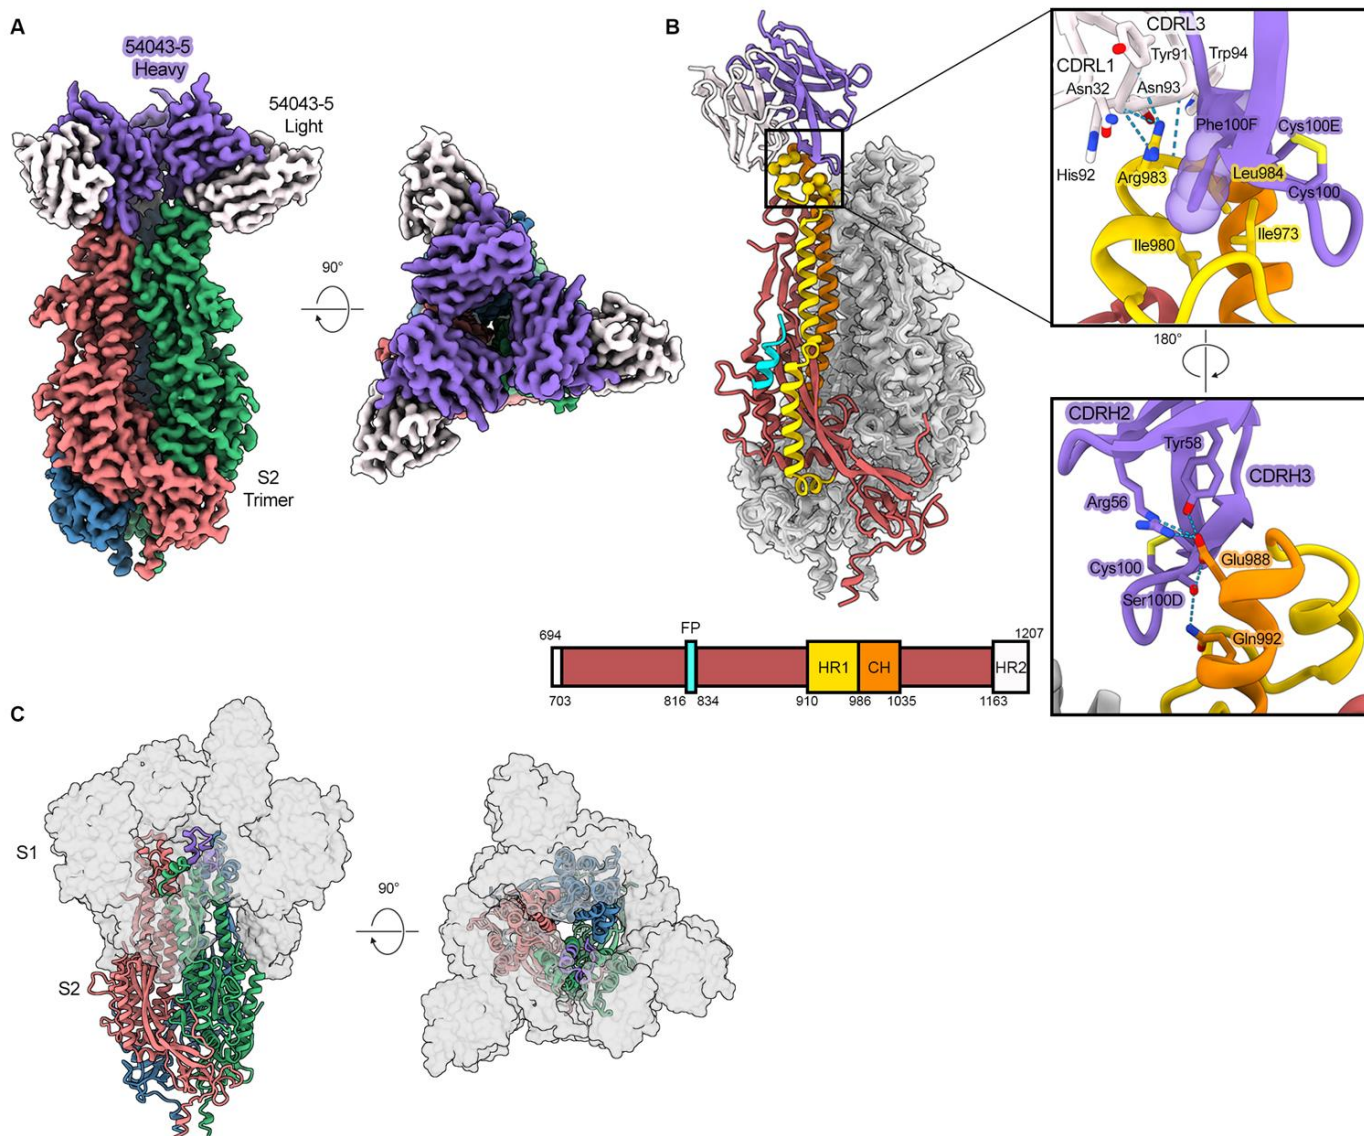 A
54043-5
Heavy
54043-5
Light
90°
S2
Trimer
B
CDRL3
CDRL1
Tyr91
Trp94
Asn32
Asn93
Phe100F
Cys100E
His92
Arg983
Leu984
Cys100
Ile980
Ile973
180°
CDRH2
Tyr58
CDRH3
Arg56
Cys100
Glu988
Ser100D
Gln992
694
FP
1207
HR1
CH
HR2
703
816
834
910
986
1035
1163
C
S1
90°
S2